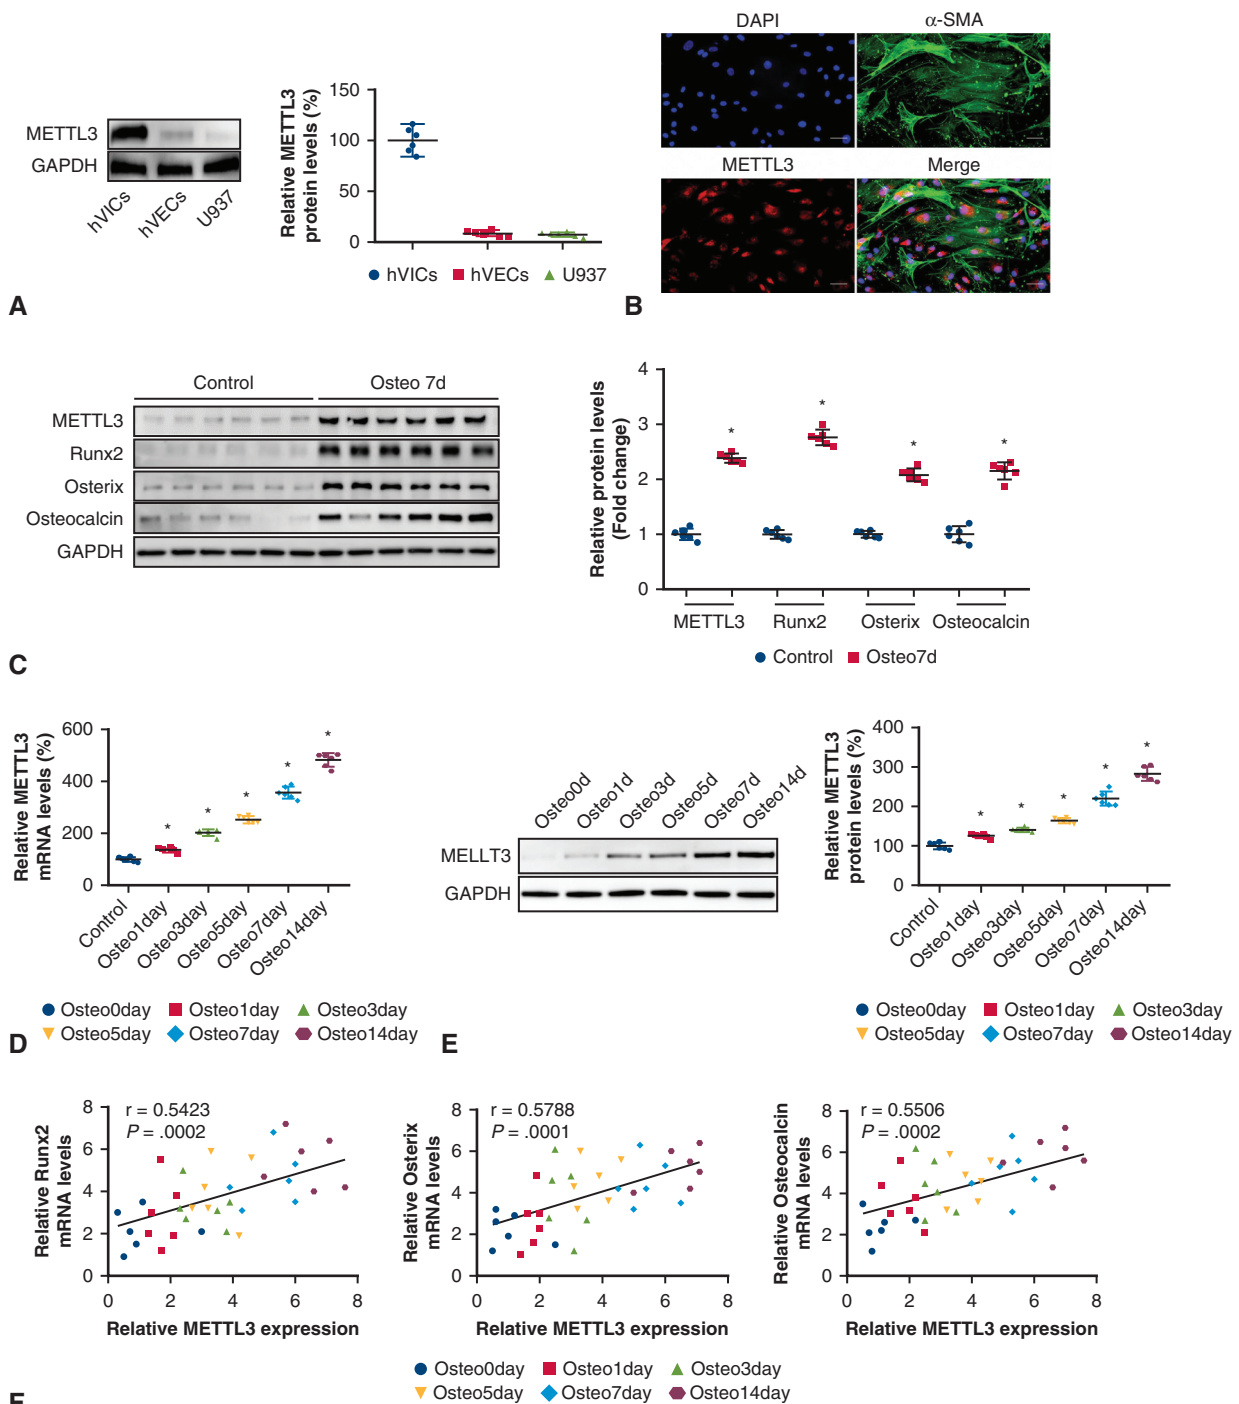 METTL3
GAPDH
hVICs
hVECs
U937
Relative METTL3
protein levels (%)
150
100
50
0
hVICs hVECs U937
A
DAPI
α-SMA
METTL3
Merge
B
Control
Osteo 7d
METTL3
Runx2
Osterix
Osteocalcin
GAPDH
Relative protein levels
(Fold change)
4
3
2
1
0
*
*
*
*
METTL3 Runx2 Osterix Osteocalcin
Control Osteo7d
C
Relative METTL3
mRNA levels (%)
600
400
200
0
*
*
*
*
*
Control
Osteo1day
Osteo3day
Osteo5day
Osteo7day
Osteo14day
Osteo0day Osteo1day Osteo3day
Osteo5day Osteo7day Osteo14day
D
Osteo0d
Osteo1d
Osteo3d
Osteo5d
Osteo7d
Osteo14d
MELLT3
GAPDH
Relative METTL3
protein levels (%)
400
300
200
100
0
*
*
*
*
*
Control
Osteo1day
Osteo3day
Osteo5day
Osteo7day
Osteo14day
Osteo0day Osteo1day Osteo3day
Osteo5day Osteo7day Osteo14day
E
Relative Runx2
mRNA levels
8
6
4
2
0
r = 0.5423
P = .0002
0 2 4 6 8
Relative METTL3 expression
Relative Osterix
mRNA levels
8
6
4
2
0
r = 0.5788
P = .0001
0 2 4 6 8
Relative METTL3 expression
Relative Osteocalcin
mRNA levels
8
6
4
2
0
r = 0.5506
P = .0002
0 2 4 6 8
Relative METTL3 expression
Osteo0day Osteo1day Osteo3day
Osteo5day Osteo7day Osteo14day